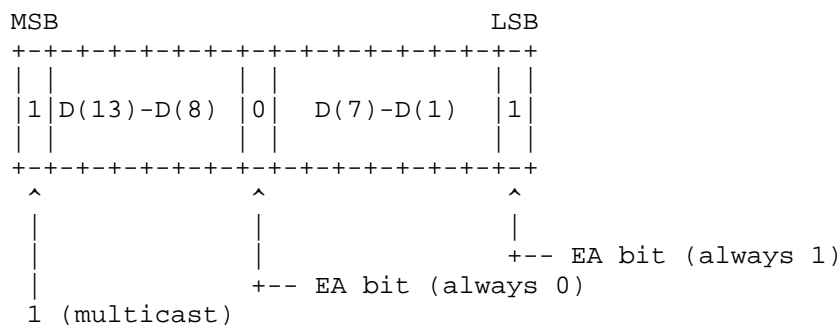 MSB                           LSB
+-+-+-+-+-+-+-+-+-+-+-+-+-+-+-+-+
| |           | |             | |
|1|D(13)-D(8) |0|  D(7)-D(1)  |1|
| |           | |             | |
+-+-+-+-+-+-+-+-+-+-+-+-+-+-+-+-+
 ^             ^               ^
 |             |               |
 |             |               +-- EA bit (always 1)
 |             +-- EA bit (always 0)
1 (multicast)